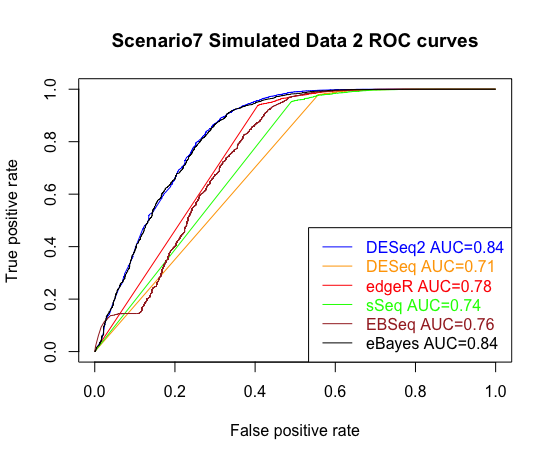 Scenario7 Simulated Data 2 ROC curves
True positive rate
1.0
0.8
0.6
0.4
0.2
0.0
DESeq2 AUC=0.84
DESeq AUC=0.71
edgeR AUC=0.78
sSeq AUC=0.74
EBSeq AUC=0.76
eBayes AUC=0.84
0.0 0.2 0.4 0.6 0.8 1.0
False positive rate